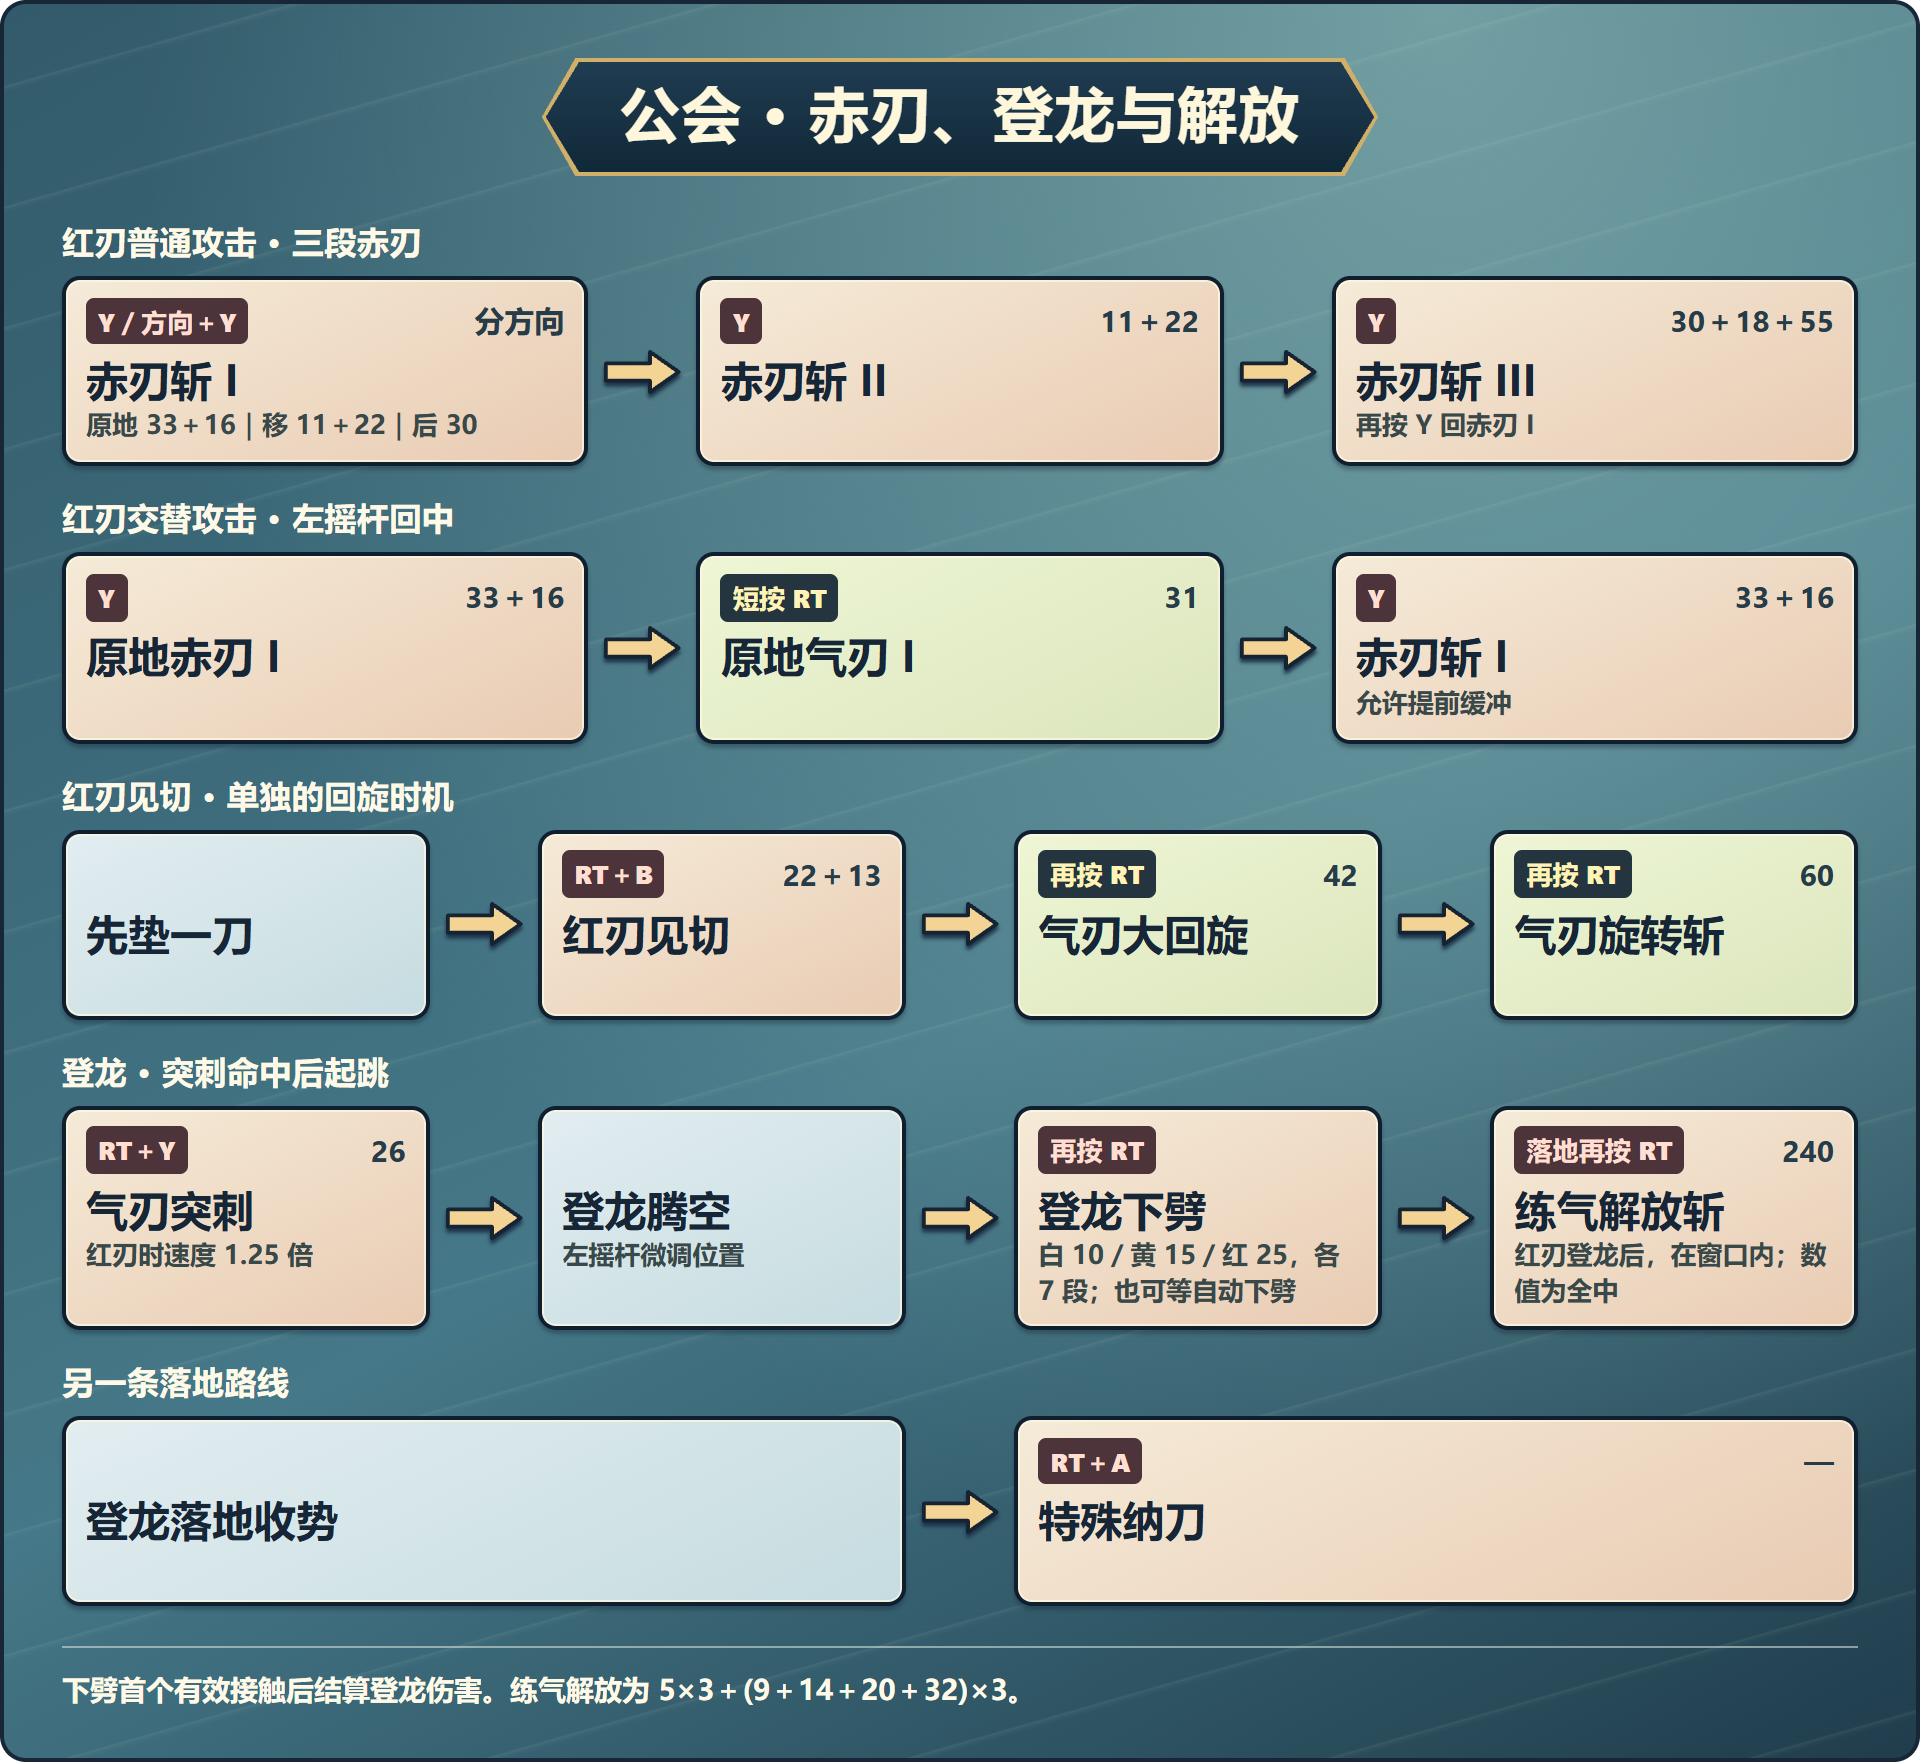 公会·赤刃、登龙与解放
红刃普通攻击·三段赤刃
Y / 方向+Y
分方向
赤刃斩 I
原地 33+16｜移 11+22｜后 30
Y
11+22
赤刃斩 II
Y
30+18+55
赤刃斩 III
再按 Y 回赤刃 I
红刃交替攻击·左摇杆回中
Y
33+16
原地赤刃 I
短按 RT
31
原地气刃 I
Y
33+16
赤刃斩 I
允许提前缓冲
红刃见切·单独的回旋时机
先垫一刀
RT+B
22+13
红刃见切
再按 RT
42
气刃大回旋
再按 RT
60
气刃旋转斩
登龙·突刺命中后起跳
RT+Y
26
气刃突刺
红刃时速度 1.25 倍
登龙腾空
左摇杆微调位置
再按 RT
登龙下劈
白 10 / 黄 15 / 红 25，各
7 段；也可等自动下劈
落地再按 RT
240
练气解放斩
红刃登龙后，在窗口内；数
值为全中
另一条落地路线
登龙落地收势
RT+A
—
特殊纳刀
下劈首个有效接触后结算登龙伤害。练气解放为 5×3+(9+14+20+32)×3。